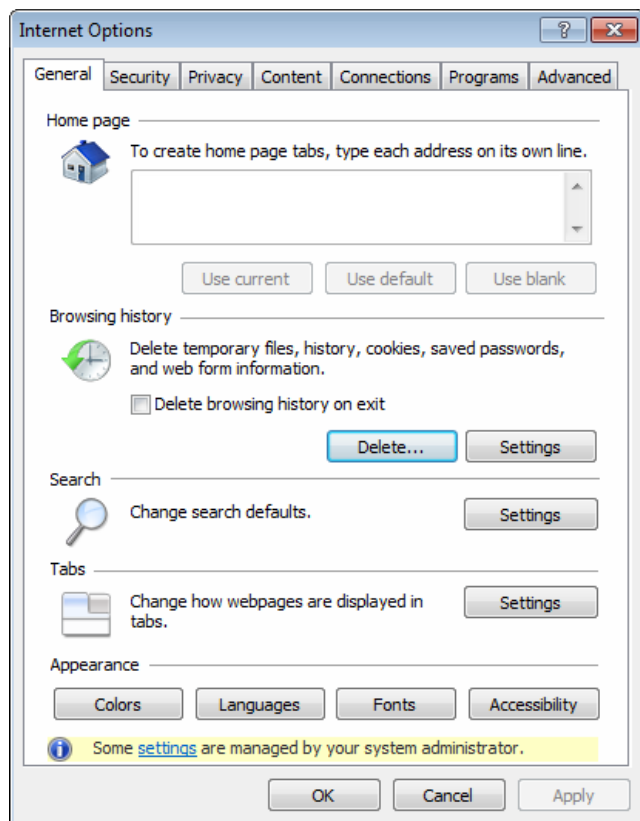 Internet Options
General Security Privacy Content Connections Programs Advanced
Home page
To create home page tabs, type each address on its own line.
Use current Use default Use blank
Browsing history
Delete temporary files, history, cookies, saved passwords,
and web form information.
Delete browsing history on exit
Delete... Settings
Search
Change search defaults. Settings
Tabs
Change how webpages are displayed in Settings
tabs.
Appearance
Colors Languages Fonts Accessibility
Some settings are managed by your system administrator.
OK Cancel Apply